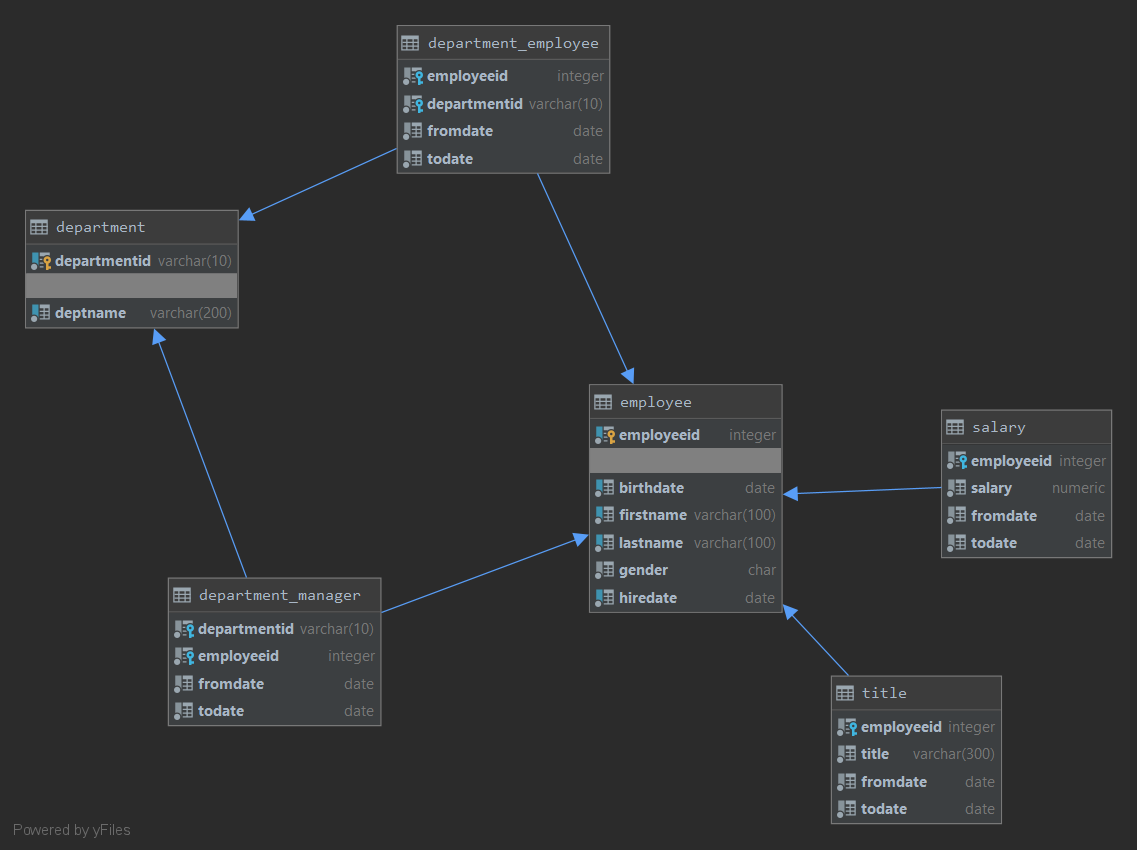 department_employee
employeeid integer
departmentid varchar(10)
fromdate date
todate date
department
departmentid varchar(10)
deptname varchar(200)
employee
employeeid integer
birthdate date
firstname varchar(100)
lastname varchar(100)
gender char
hiredate date
salary
employeeid integer
salary numeric
fromdate date
todate date
department_manager
departmentid varchar(10)
employeeid integer
fromdate date
todate date
title
employeeid integer
title varchar(300)
fromdate date
todate date
Powered by yFiles